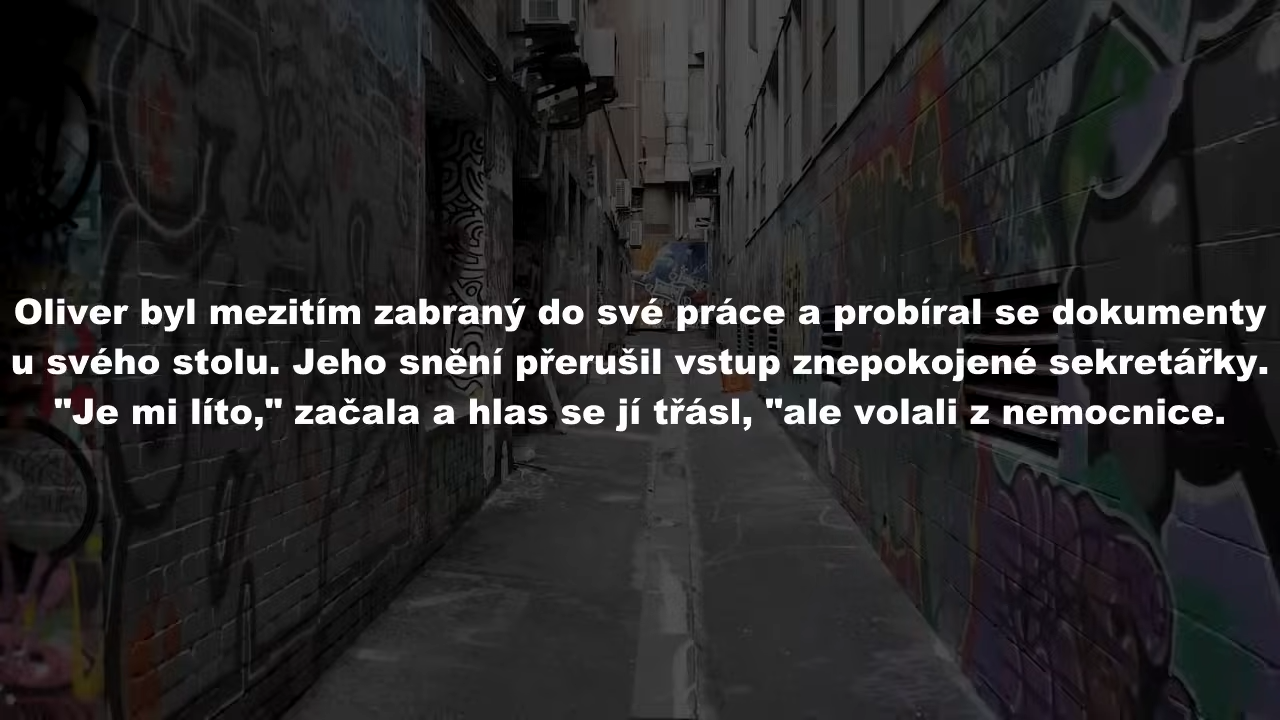 Oliver byl mezitím zabraný do své práce a probíral se dokumenty
u svého stolu. Jeho snění přerušil vstup znepokojené sekretářky.
"Je mi líto," začala a hlas se jí třásl, "ale volali z nemocnice.